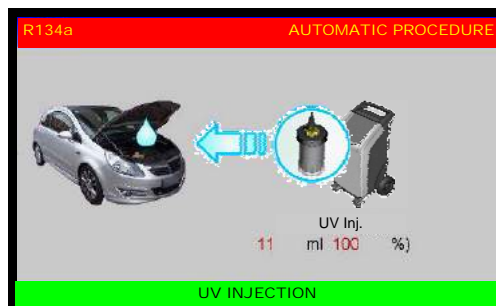 R134a AUTOMATIC PROCEDURE
UV Inj.
11 ml 100 %)
UV INJECTION